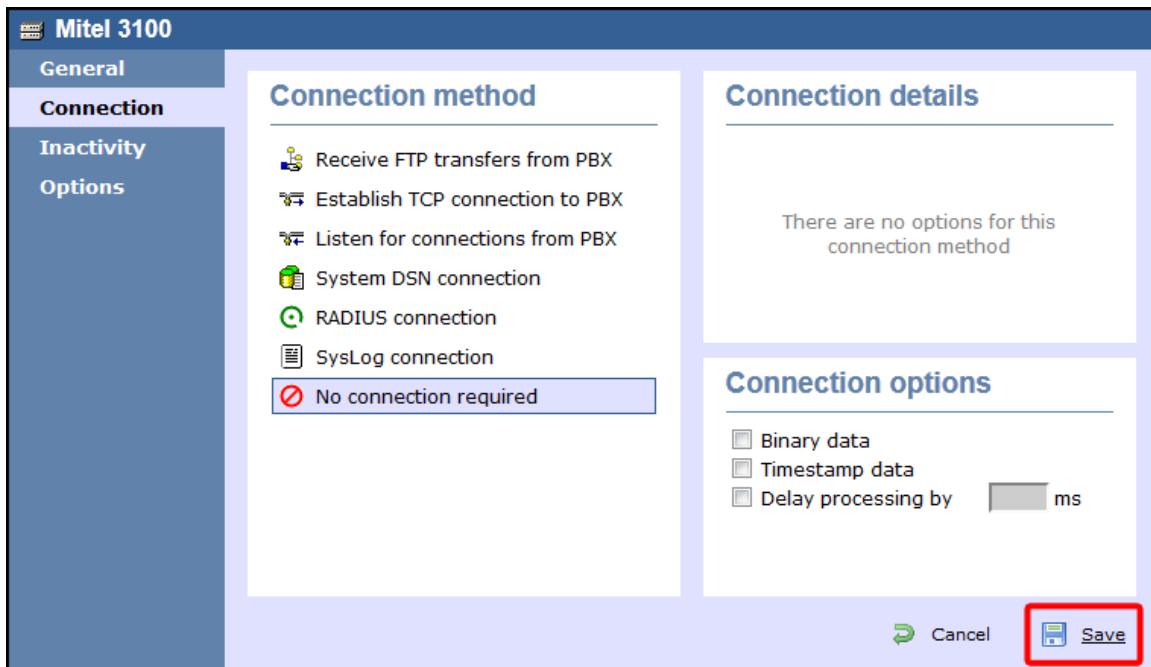 Mitel 3100
General
Connection
Inactivity
Options
Connection method
Receive FTP transfers from PBX
Establish TCP connection to PBX
Listen for connections from PBX
System DSN connection
RADIUS connection
SysLog connection
No connection required
Connection details
There are no options for this
connection method
Connection options
Binary data
Timestamp data
Delay processing by ms
Cancel
Save